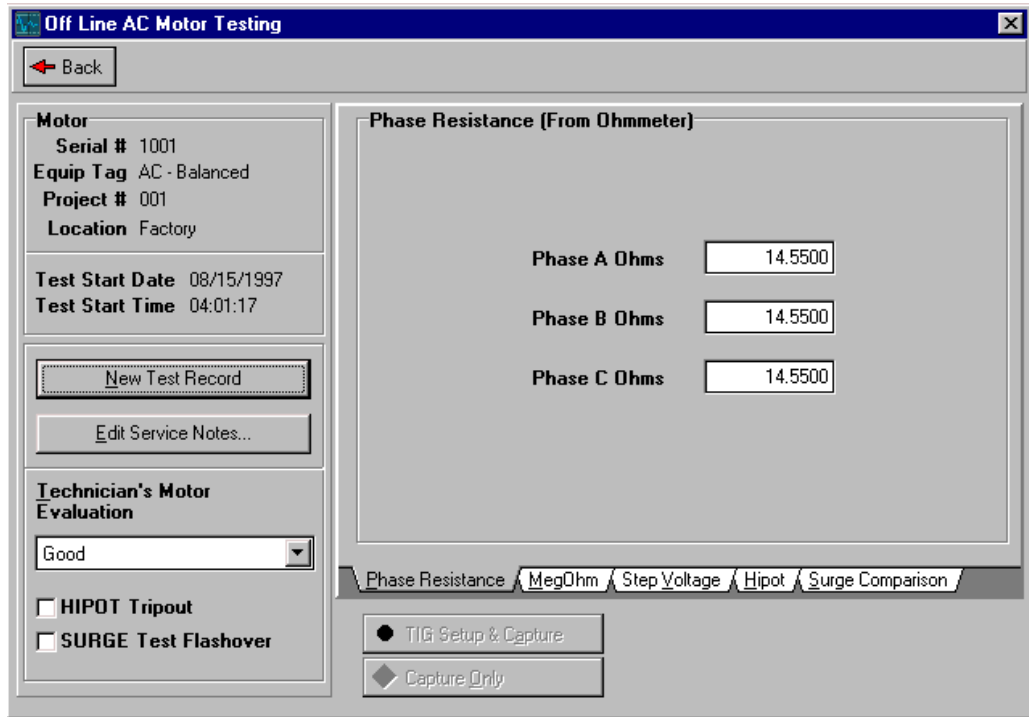 Off Line AC Motor Testing
Back
Motor
Serial # 1001
Equip Tag AC - Balanced
Project # 001
Location Factory
Test Start Date 08/15/1997
Test Start Time 04:01:17
New Test Record
Edit Service Notes...
Technician's Motor
Evaluation
Good
HIPOT Tripout
SURGE Test Flashover
Phase Resistance (From Ohmmeter)
Phase A Ohms 14.5500
Phase B Ohms 14.5500
Phase C Ohms 14.5500
Phase Resistance MegOhm Step Voltage Hipot Surge Comparison
TIG Setup & Capture
Capture Only